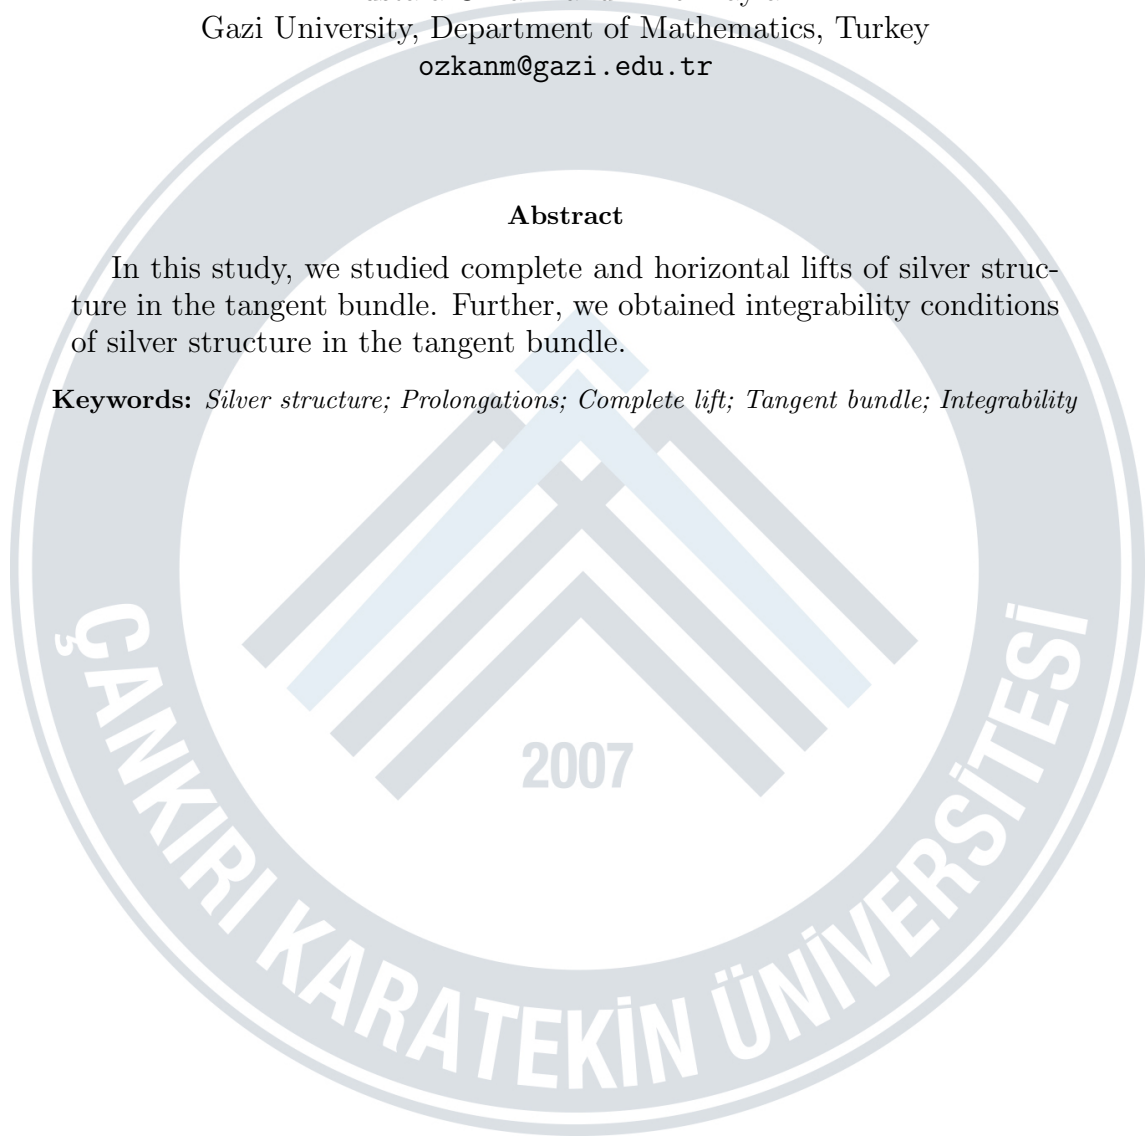 Gazi University, Department of Mathematics, Turkey
ozkanm@gazi.edu.tr
Abstract
In this study, we studied complete and horizontal lifts of silver struc-
ture in the tangent bundle. Further, we obtained integrability conditions
of silver structure in the tangent bundle.
Keywords: Silver structure; Prolongations; Complete lift; Tangent bundle; Integrability
2007
ÇANKIRI KARATEKİN ÜNİVERSİTESİ